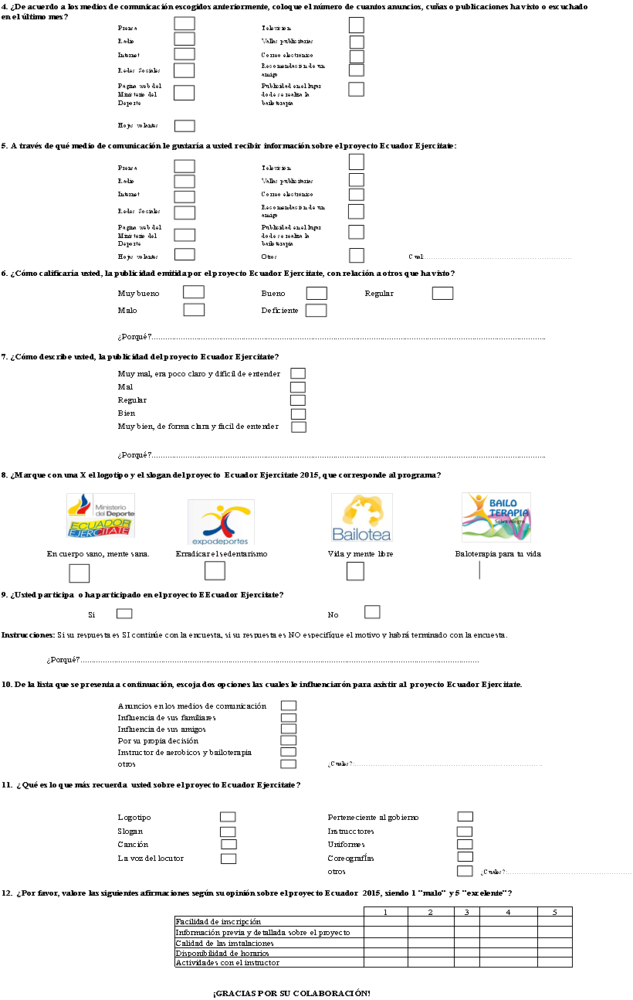 4. ¿De acuerdo a los medios de comunicación escogidos anteriormente, coloque el número de cuantos anuncios, cuñas o publicaciones ha visto o escuchado
en el último mes?
Prensa
Television
Radio
Vallas publicitarias
Internet
Correo electronico
Redes Sociales
Recomendacion de un
amigo
Pagina web del
Ministerio del
Deporte
Publicidad en el lugar
dode se realiza la
bailoterapia
Hojas volantes
5. A través de qué medio de comunicación le gustaría a usted recibir información sobre el proyecto Ecuador Ejercitate:
Prensa
Television
Radio
Vallas publicitarias
Internet
Correo electronico
Redes Sociales
Recomendacion de un
amigo
Pagina web del
Ministerio del
Deporte
Publicidad en el lugar
dode se realiza la
bailoterapia
Hojas volantes
Otros
Cual:....................................................................
6. ¿Cómo calificaría usted, la publicidad emitida por el proyecto Ecuador Ejercitate, con relación a otros que ha visto?
Muy bueno
Bueno
Regular
Malo
Deficiente
¿Porqué?....................................................................
7. ¿Cómo describe usted, la publicidad del proyecto Ecuador Ejercitate?
Muy mal, era poco claro y dificil de entender
Mal
Regular
Bien
Muy bien, de forma clara y facil de entender
¿Porqué?....................................................................
8. ¿Marque con una X el logotipo y el slogan del proyecto Ecuador Ejercitate 2015, que corresponde al programa?
Ministerio
del Deporte
ECUADOR
EJERCITATE
expodeportes
Bailotea
BAILO
TERAPIA
Selva Alegre
En cuerpo sano, mente sana.
Erradicar el sedentarismo
Vida y mente libre
Baloterapia para tu vida
9. ¿Usted participa o ha participado en el proyecto EEcuador Ejercitate?
Si
No
Instrucciones: Si su respuesta es SI continúe con la encuesta, si su respuesta es NO especifique el motivo y habrá terminado con la encuesta.
¿Porqué?....................................................................
10. De la lista que se presenta a continuación, escoja dos opciones las cuales le influenciarón para asistir al proyecto Ecuador Ejercitate.
Anuncios en los medios de comunicación
Influencia de sus familiares
Influencia de sus amigos
Por su propia decisión
Instructor de aerobicos y bailoterapia
otros
¿Cuales?:....................................................................
11. ¿Qué es lo que más recuerda usted sobre el proyecto Ecuador Ejercitate?
Logotipo
Perteneciente al gobierno
Slogan
Instrucctores
Canción
Uniformes
La voz del locutor
Coreografías
otros
¿Cuales?:....................................................................
12. ¿Por favor, valore las siguientes afirmaciones según su opinión sobre el proyecto Ecuador 2015, siendo 1 "malo" y 5 "excelente"?
1 2 3 4 5
Facilidad de inscripción
Información previa y detallada sobre el proyecto
Calidad de las instalaciones
Disponibilidad de horarios
Actividades con el instructor
¡GRACIAS POR SU COLABORACIÓN!